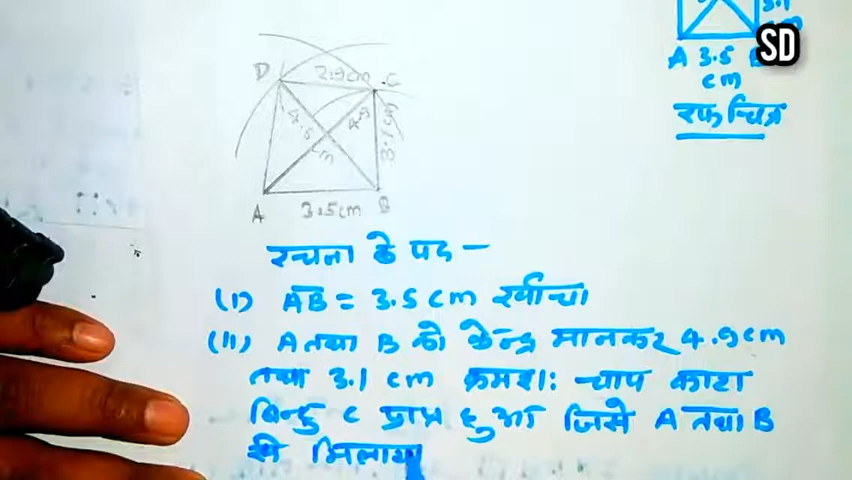 A 3.5 B
cm
रफ चित्र
SD
D 2.9cm C
4.5 cm
4.9
3.1cm
A 3.5cm B
रचना के पद —
(i) AB = 3.5 cm खींचा
(ii) A तथा B को केन्द्र मानकर 4.9cm
तथा 3.1 cm क्रमश: चाप काटा
बिन्दु C प्राप्त हुआ जिसे A तथा B
से मिलाया